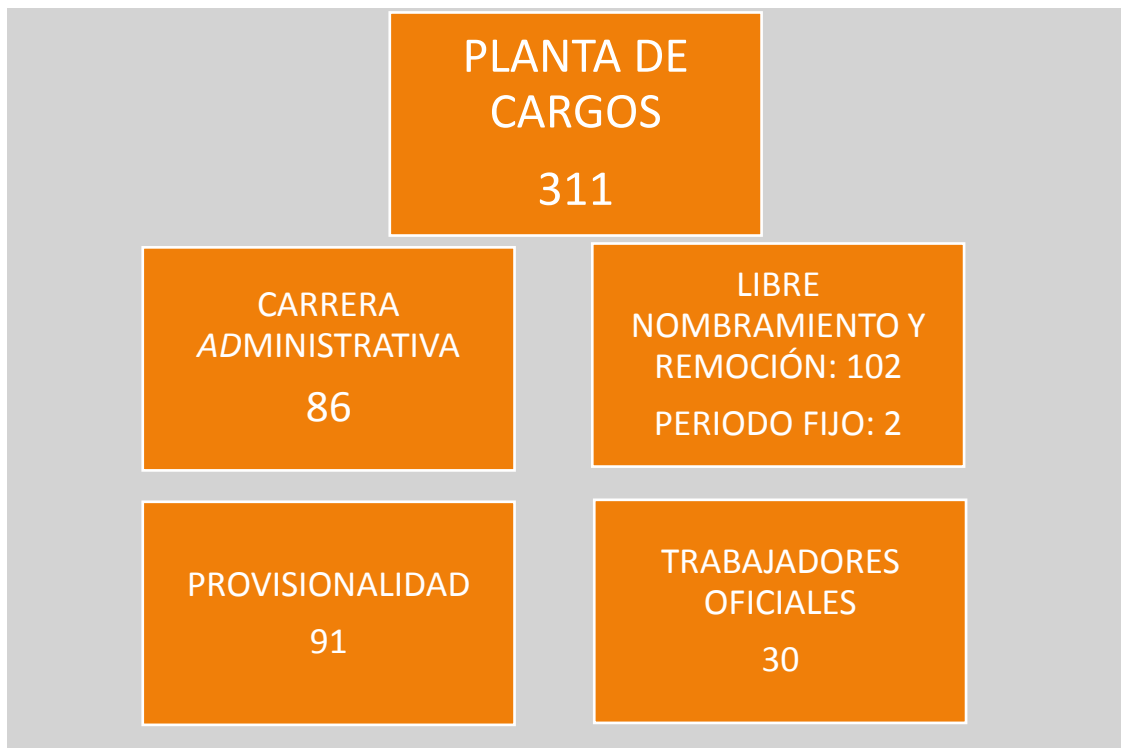 PLANTA DE
CARGOS
311
CARRERA
ADMINISTRATIVA
86
LIBRE
NOMBRAMIENTO Y
REMOCIÓN: 102
PERIODO FIJO: 2
PROVISIONALIDAD
91
TRABAJADORES
OFICIALES
30